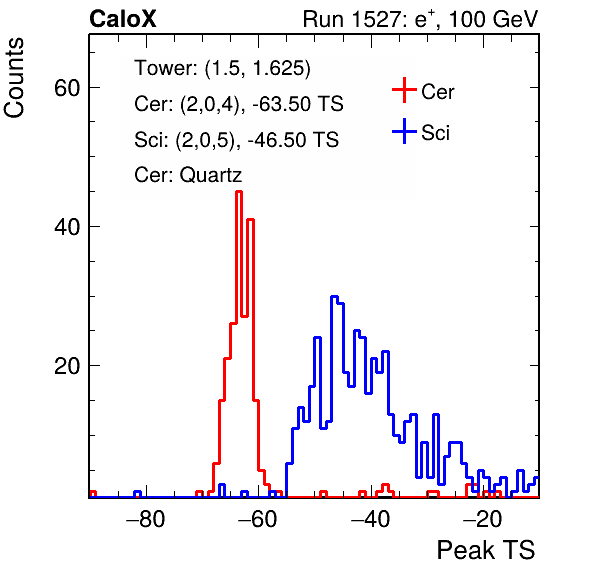 CaloX Run 1527: e⁺, 100 GeV
Counts
Tower: (1.5, 1.625)
Cer: (2,0,4), -63.50 TS
Sci: (2,0,5), -46.50 TS
Cer: Quartz
Cer
Sci
60
40
20
−80 −60 −40 −20
Peak TS